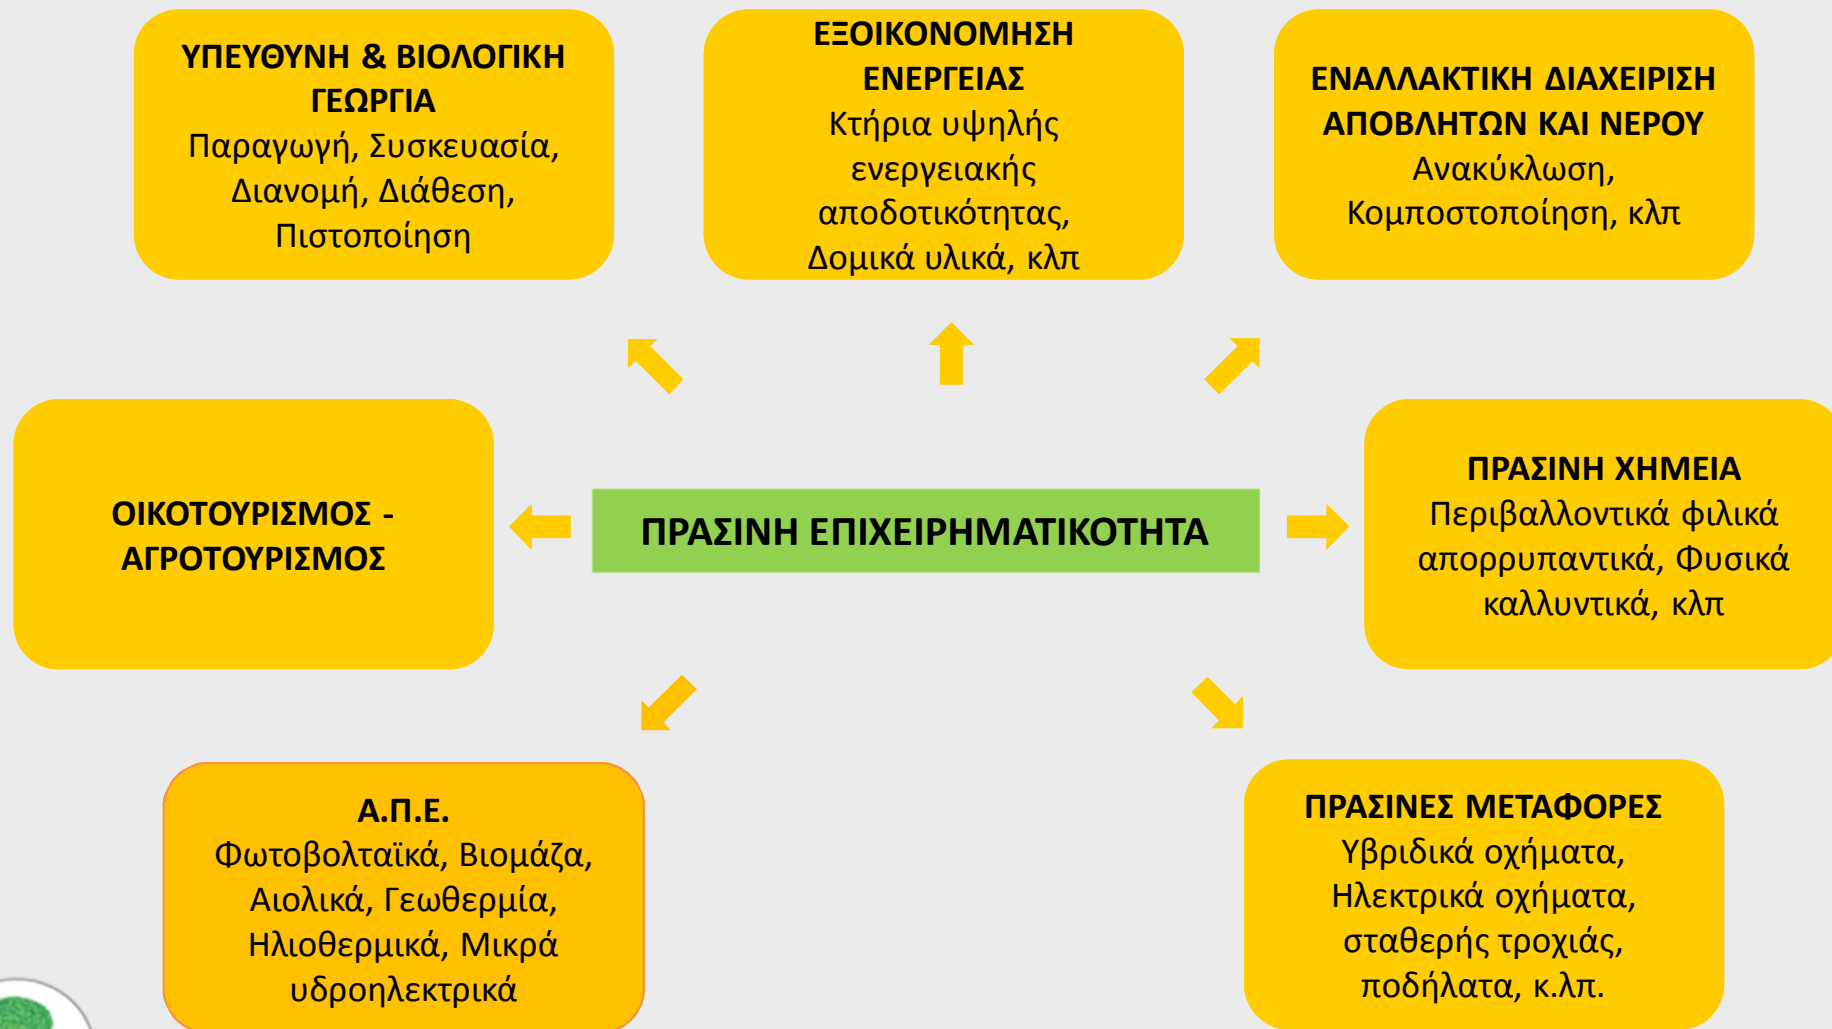 ΥΠΕΥΘΥΝΗ & ΒΙΟΛΟΓΙΚΗ
ΓΕΩΡΓΙΑ
Παραγωγή, Συσκευασία,
Διανομή, Διάθεση,
Πιστοποίηση
ΕΞΟΙΚΟΝΟΜΗΣΗ
ΕΝΕΡΓΕΙΑΣ
Κτήρια υψηλής
ενεργειακής
αποδοτικότητας,
Δομικά υλικά, κλπ
ΕΝΑΛΛΑΚΤΙΚΗ ΔΙΑΧΕΙΡΙΣΗ
ΑΠΟΒΛΗΤΩΝ ΚΑΙ ΝΕΡΟΥ
Ανακύκλωση,
Κομποστοποίηση, κλπ
ΟΙΚΟΤΟΥΡΙΣΜΟΣ -
ΑΓΡΟΤΟΥΡΙΣΜΟΣ
ΠΡΑΣΙΝΗ ΕΠΙΧΕΙΡΗΜΑΤΙΚΟΤΗΤΑ
ΠΡΑΣΙΝΗ ΧΗΜΕΙΑ
Περιβαλλοντικά φιλικά
απορρυπαντικά, Φυσικά
καλλυντικά, κλπ
Α.Π.Ε.
Φωτοβολταϊκά, Βιομάζα,
Αιολικά, Γεωθερμία,
Ηλιοθερμικά, Μικρά
υδροηλεκτρικά
ΠΡΑΣΙΝΕΣ ΜΕΤΑΦΟΡΕΣ
Υβριδικά οχήματα,
Ηλεκτρικά οχήματα,
σταθερής τροχιάς,
ποδήλατα, κ.λπ.